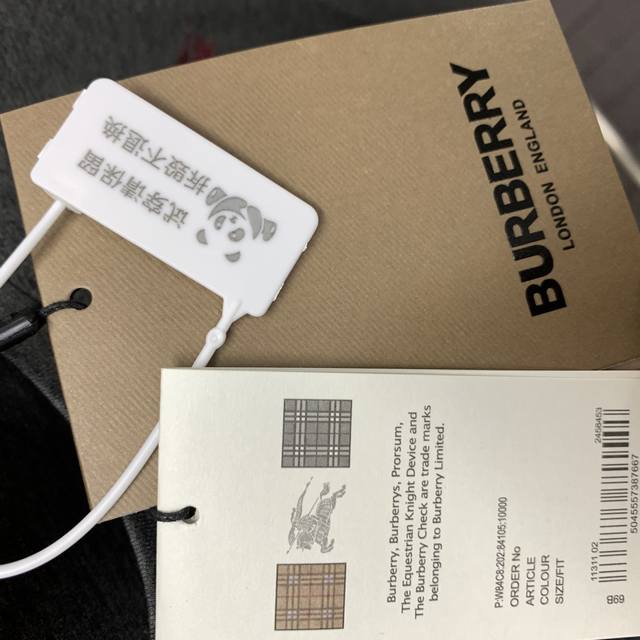 试穿请保留
拆毁不退换
BURBERRY
LONDON ENGLAND
Burberry, Burberrys, Prorsum,
The Equestrian Knight Device and
The Burberry Check are trade marks
belonging to Burberry Limited.
P:W84C8:202:84105:10000
ORDER No
ARTICLE
COLOUR
SIZE/FIT
2458453
5045557387667
11311 02
69B